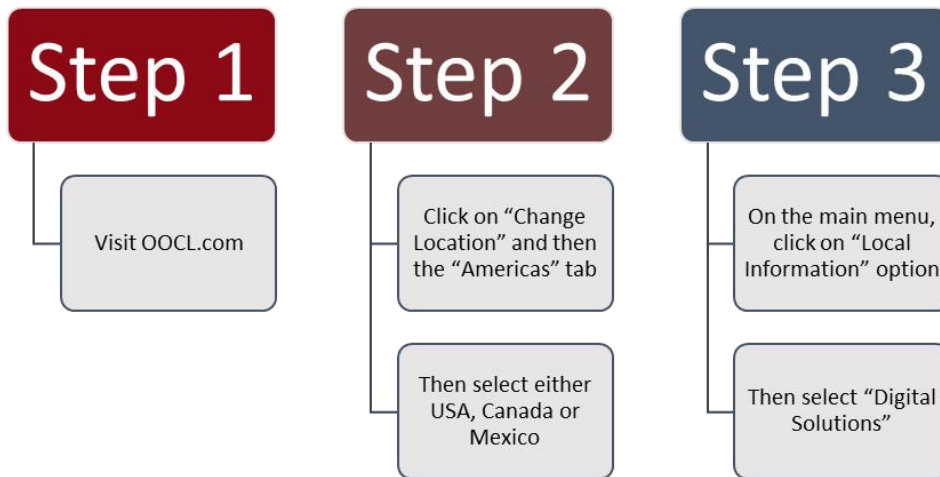 Step 1
Visit OOCL.com
Step 2
Click on “Change
Location” and then
the “Americas” tab
Then select either
USA, Canada or
Mexico
Step 3
On the main menu,
click on “Local
Information” option
Then select “Digital
Solutions”